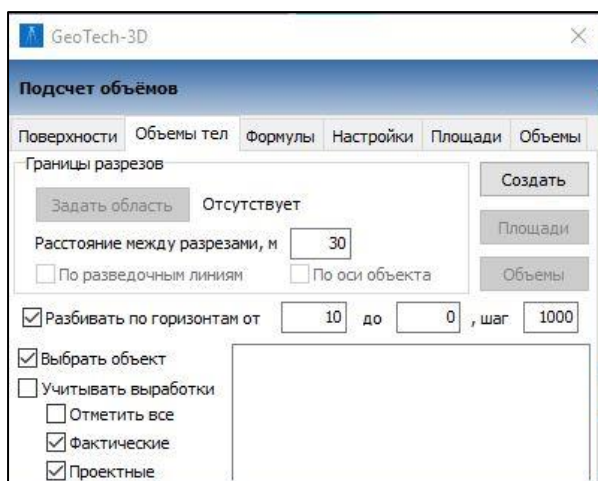 GeoTech-3D
Подсчет объёмов
Поверхности Объемы тел Формулы Настройки Площади Объемы
Границы разрезов
Создать
Задать область Отсутствует
Площади
Расстояние между разрезами, м 30
По разведочным линиям По оси объекта
Объемы
Разбивать по горизонтам от 10 до 0 , шаг 1000
Выбрать объект
Учитывать выработки
Отметить все
Фактические
Проектные